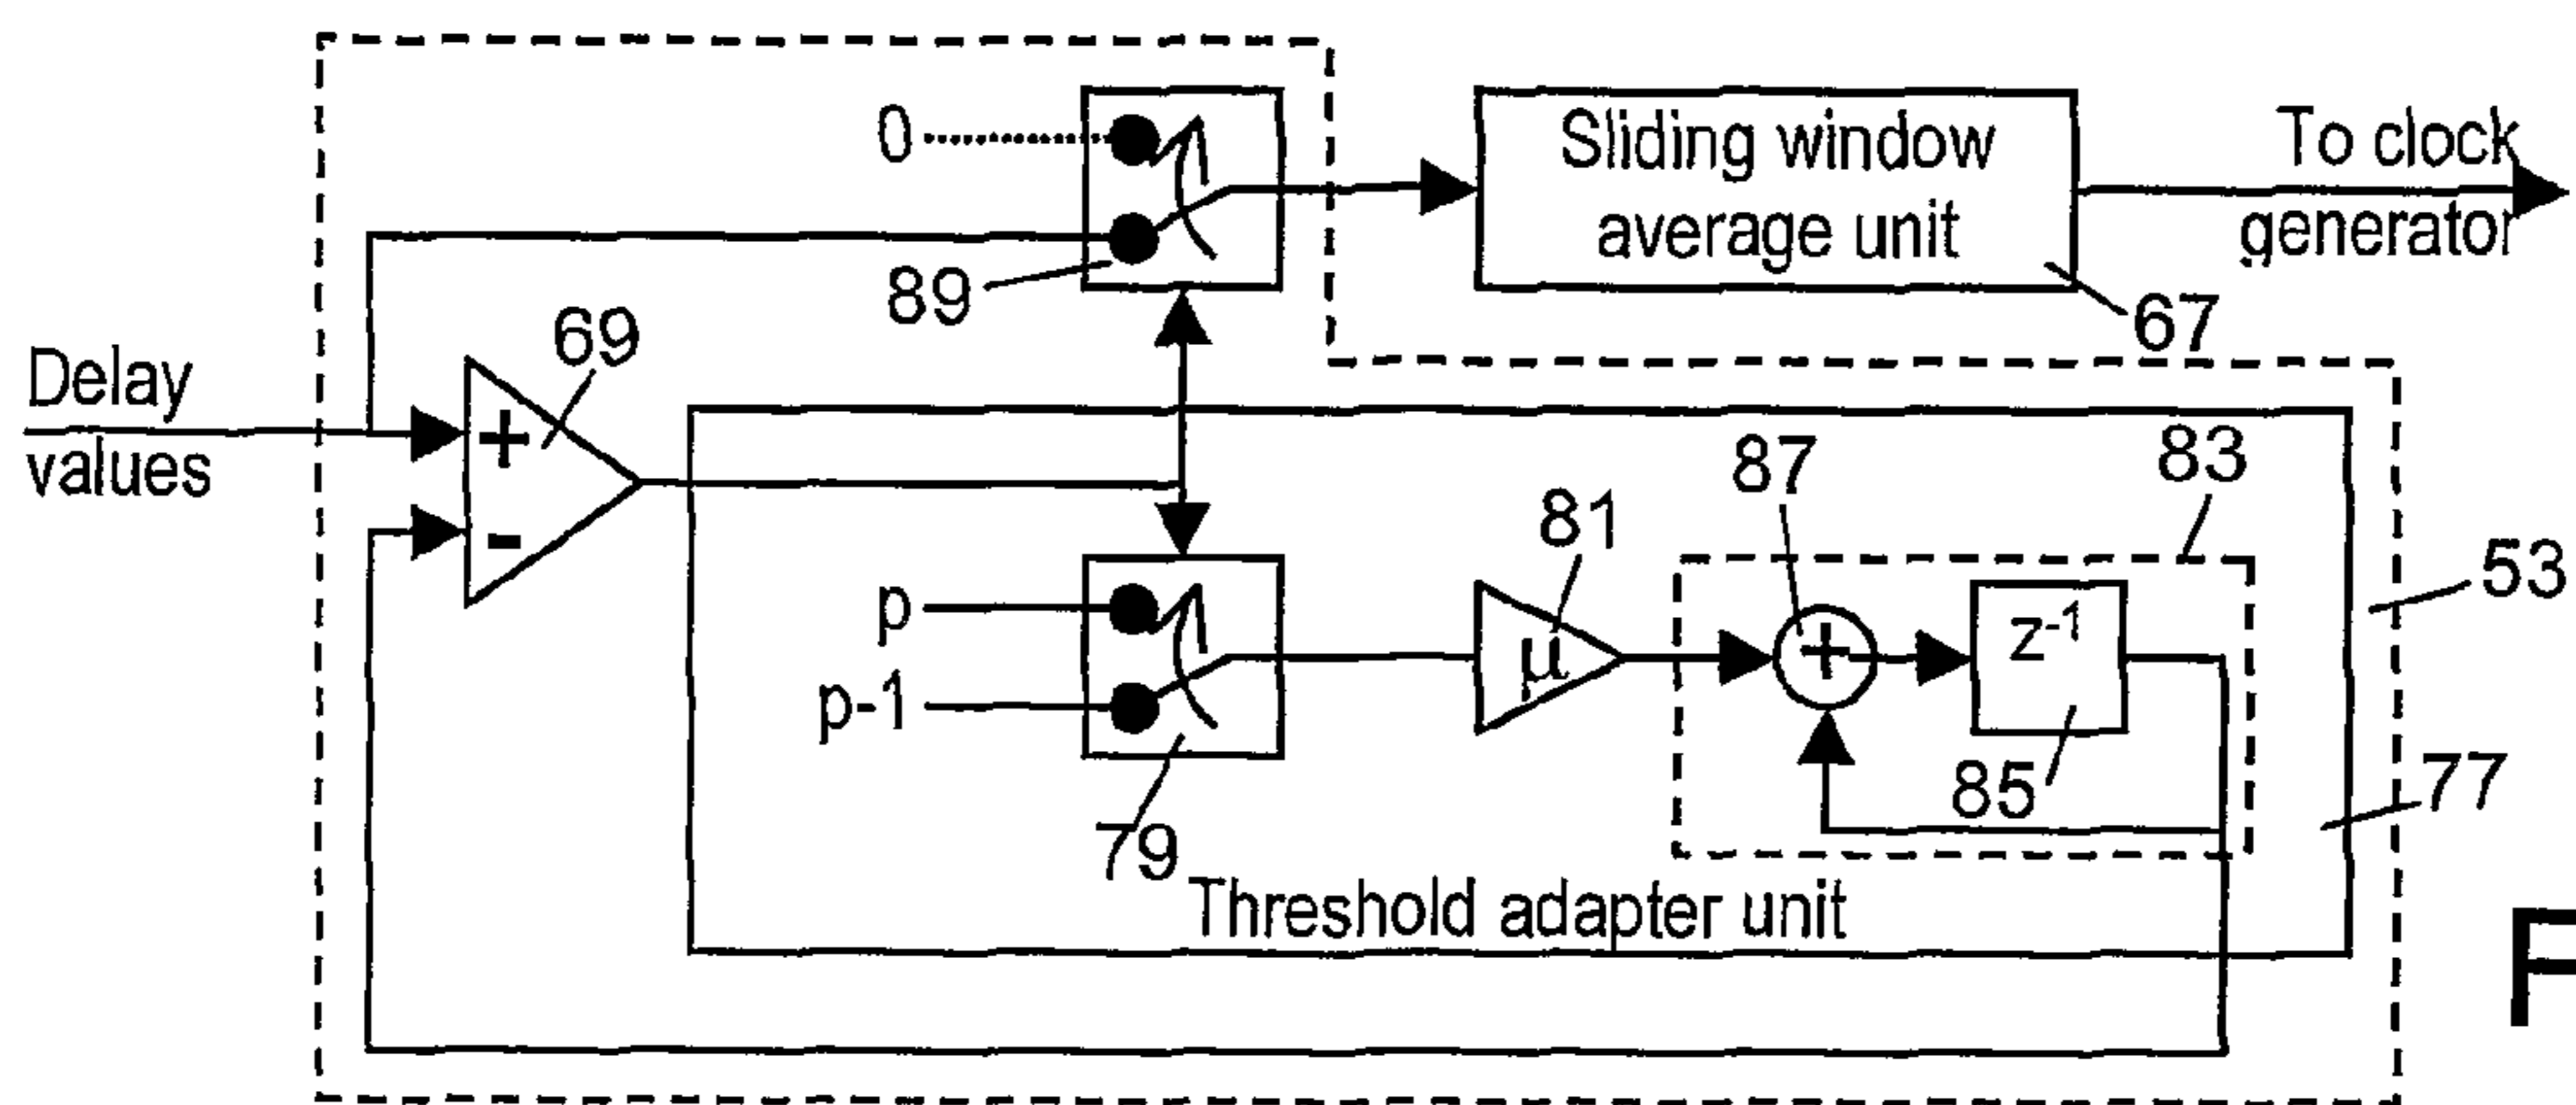 0
Sliding window
average unit
To clock
generator
89
67
69
Delay
values
+
-
83
87
81
53
p
p-1
μ
+
z-1
85
77
79
Threshold adapter unit
F